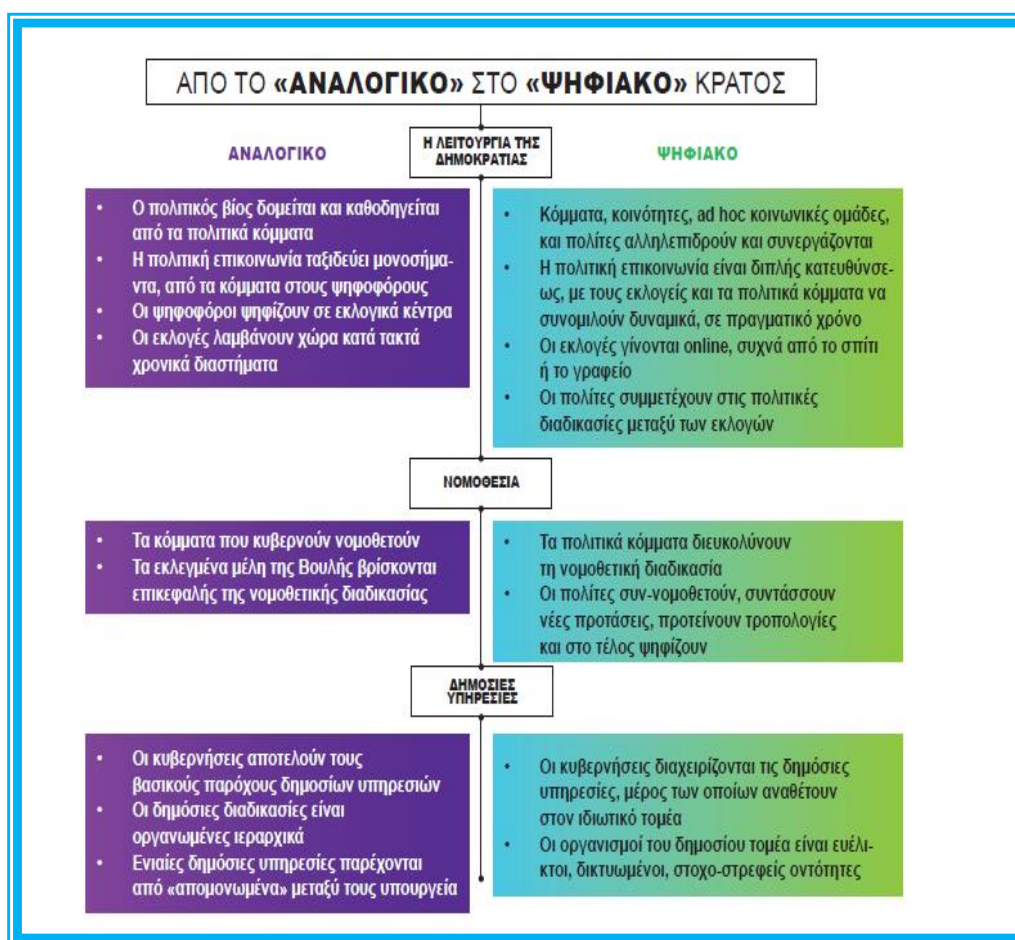 ΑΠΟ ΤΟ «ΑΝΑΛΟΓΙΚΟ» ΣΤΟ «ΨΗΦΙΑΚΟ» ΚΡΑΤΟΣ
Η ΛΕΙΤΟΥΡΓΙΑ ΤΗΣ
ΔΗΜΟΚΡΑΤΙΑΣ
ΑΝΑΛΟΓΙΚΟ
ΨΗΦΙΑΚΟ
• Ο πολιτικός βίος δομείται και καθοδηγείται
από τα πολιτικά κόμματα
• Η πολιτική επικοινωνία ταξιδεύει μονοσήμα-
ντα, από τα κόμματα στους ψηφοφόρους
• Οι ψηφοφόροι ψηφίζουν σε εκλογικά κέντρα
• Οι εκλογές λαμβάνουν χώρα κατά τακτά
χρονικά διαστήματα
• Κόμματα, κοινότητες, ad hoc κοινωνικές ομάδες,
και πολίτες αλληλεπιδρούν και συνεργάζονται
• Η πολιτική επικοινωνία είναι διπλής κατευθύνσε-
ως, με τους εκλογείς και τα πολιτικά κόμματα να
συνομιλούν δυναμικά, σε πραγματικό χρόνο
• Οι εκλογές γίνονται online, συχνά από το σπίτι
ή το γραφείο
• Οι πολίτες συμμετέχουν στις πολιτικές
διαδικασίες μεταξύ των εκλογών
ΝΟΜΟΘΕΣΙΑ
• Τα κόμματα που κυβερνούν νομοθετούν
• Τα εκλεγμένα μέλη της Βουλής βρίσκονται
επικεφαλής της νομοθετικής διαδικασίας
• Τα πολιτικά κόμματα διευκολύνουν
τη νομοθετική διαδικασία
• Οι πολίτες συν-νομοθετούν, συντάσσουν
νέες προτάσεις, προτείνουν τροπολογίες
και στο τέλος ψηφίζουν
ΔΗΜΟΣΙΕΣ
ΥΠΗΡΕΣΙΕΣ
• Οι κυβερνήσεις αποτελούν τους
βασικούς παρόχους δημοσίων υπηρεσιών
• Οι δημόσιες διαδικασίες είναι
οργανωμένες ιεραρχικά
• Ενιαίες δημόσιες υπηρεσίες παρέχονται
από «απομονωμένα» μεταξύ τους υπουργεία
• Οι κυβερνήσεις διαχειρίζονται τις δημόσιες
υπηρεσίες, μέρος των οποίων αναθέτουν
στον ιδιωτικό τομέα
• Οι οργανισμοί του δημοσίου τομέα είναι ευέλι-
κτοι, δικτυωμένοι, στοχο-στρεφείς οντότητες